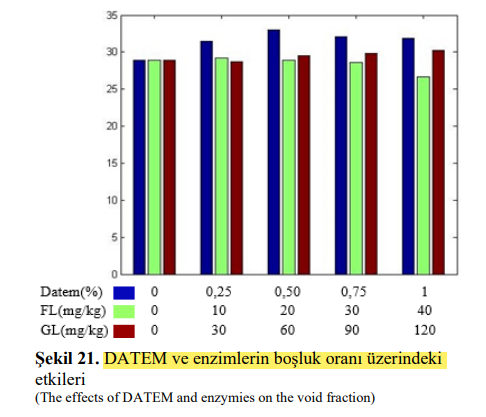 35
30
25
20
15
10
5
0
Datem(%) 0 0,25 0,50 0,75 1
FL(mg/kg) 0 10 20 30 40
GL(mg/kg) 0 30 60 90 120
Şekil 21. DATEM ve enzimlerin boşluk oranı üzerindeki
etkileri
(The effects of DATEM and enzymies on the void fraction)